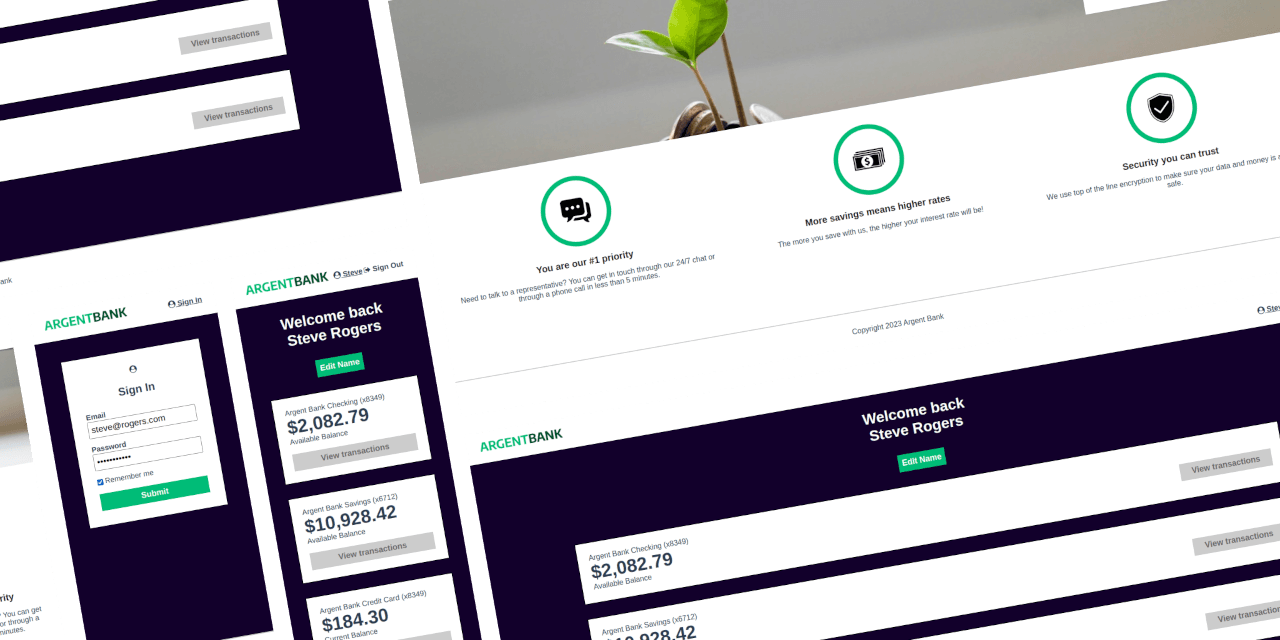 View transactions
View transactions
ank
ARGENTBANK
Sign In
Sign In
Email
steve@rogers.com
Password
Remember me
Submit
ARGENTBANK
Steve Sign Out
Welcome back
Steve Rogers
Edit Name
Argent Bank Checking (x8349)
$2,082.79
Available Balance
View transactions
Argent Bank Savings (x6712)
$10,928.42
Available Balance
View transactions
Argent Bank Credit Card (x8349)
$184.30
Current Balance
You are our #1 priority
Need to talk to a representative? You can get in touch through our 24/7 chat or
through a phone call in less than 5 minutes.
More savings means higher rates
The more you save with us, the higher your interest rate will be!
Security you can trust
We use top of the line encryption to make sure your data and money is
safe.
Copyright 2023 Argent Bank
ARGENTBANK
Welcome back
Steve Rogers
Edit Name
Argent Bank Checking (x8349)
$2,082.79
Available Balance
View transactions
Argent Bank Savings (x6712)
10,928.42
View transactions
View transactions
rity
You can get
or through a
minutes.